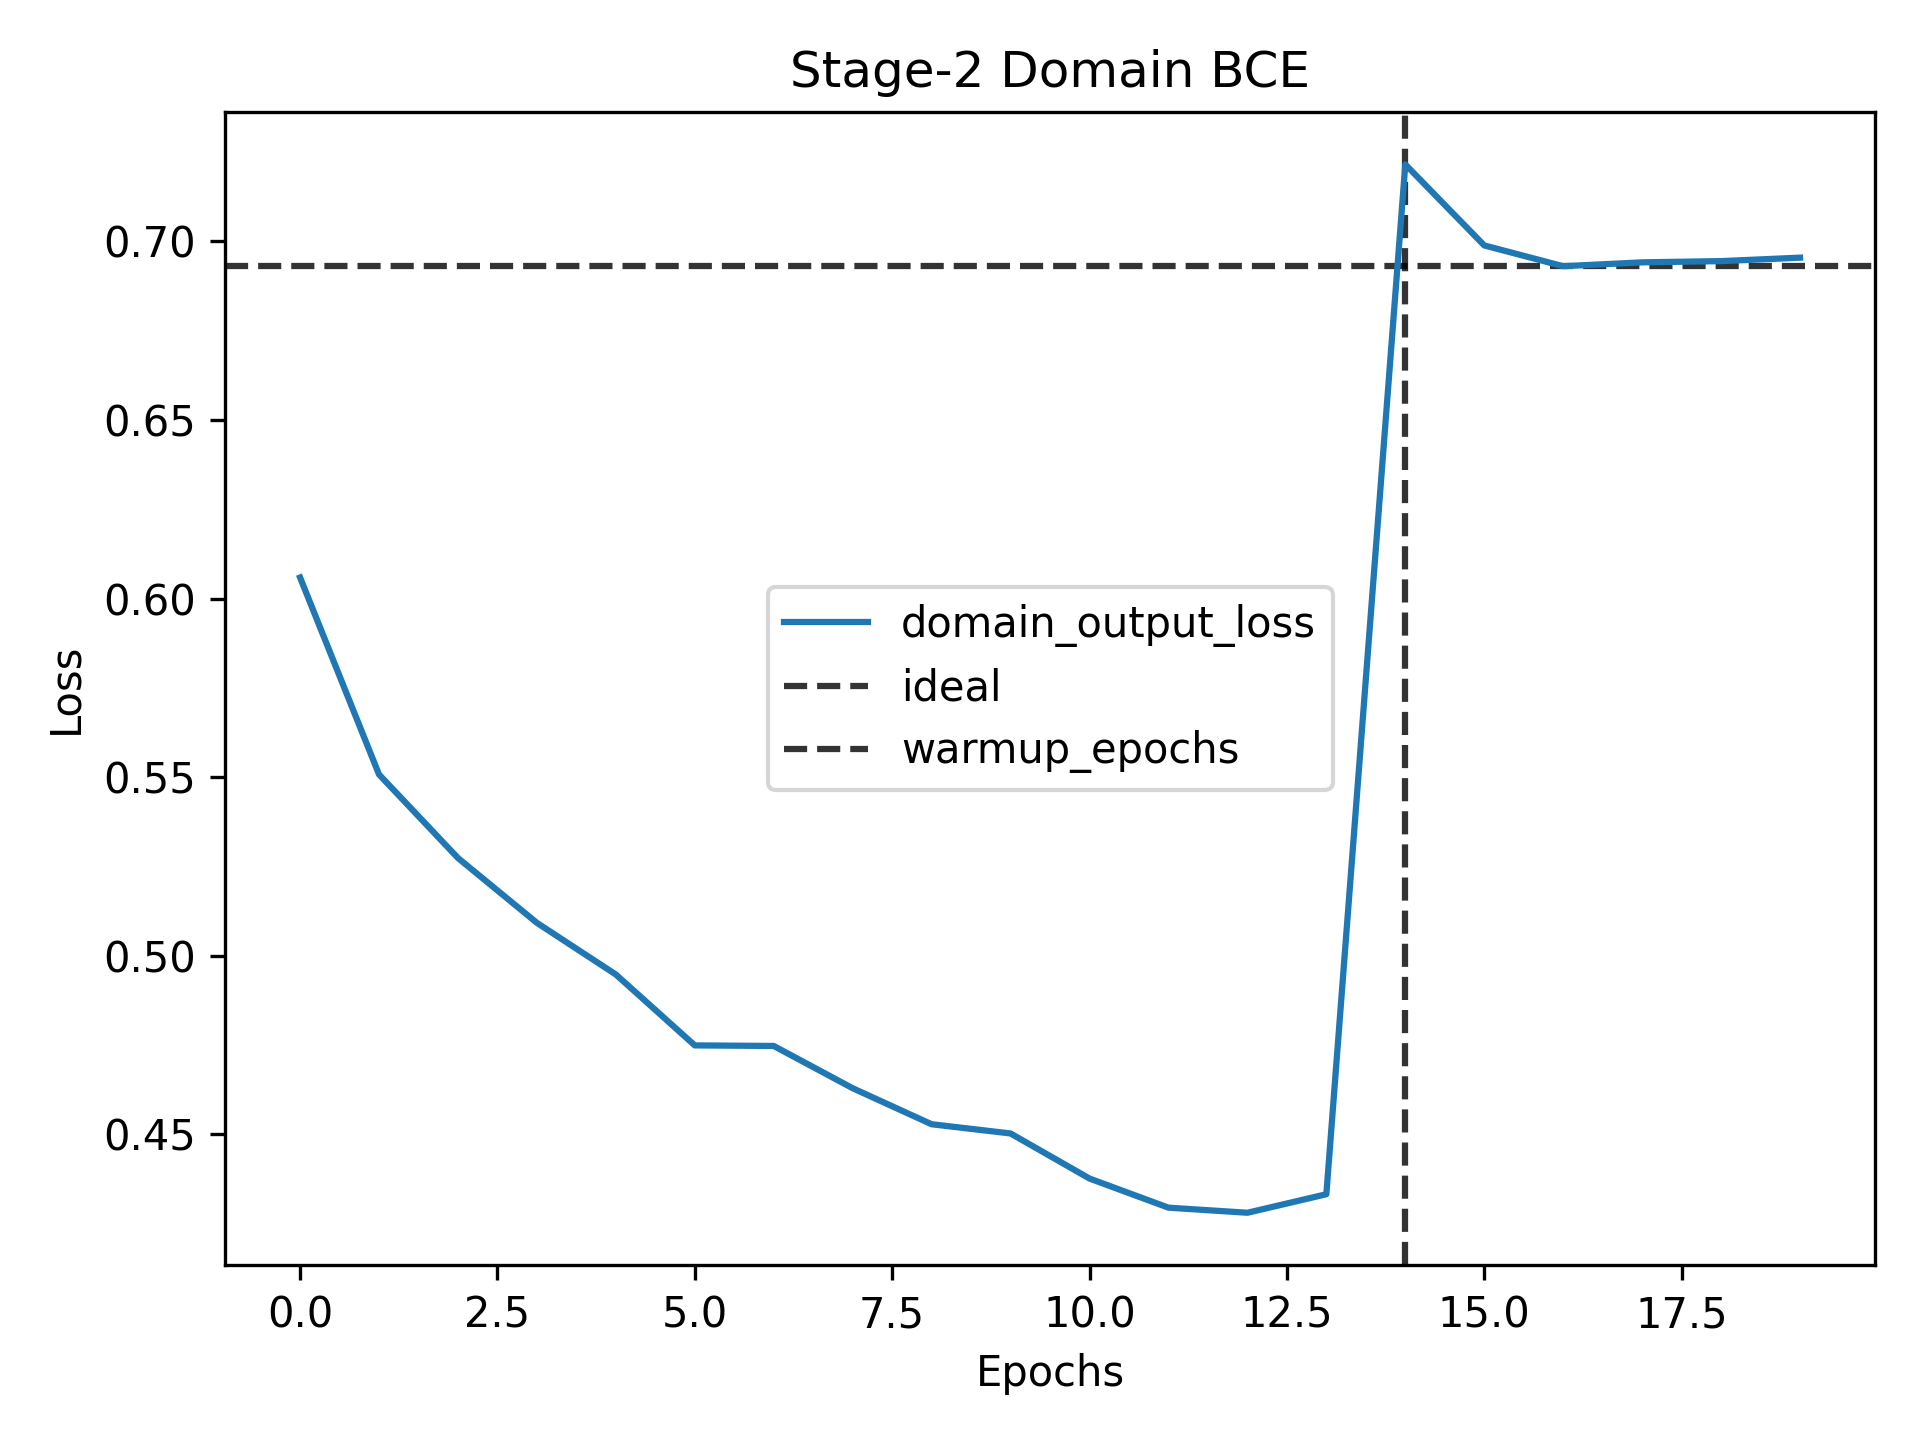 Stage-2 Domain BCE
0.70
0.65
0.60
0.55
0.50
0.45
Loss
domain_output_loss
ideal
warmup_epochs
0.0 2.5 5.0 7.5 10.0 12.5 15.0 17.5
Epochs